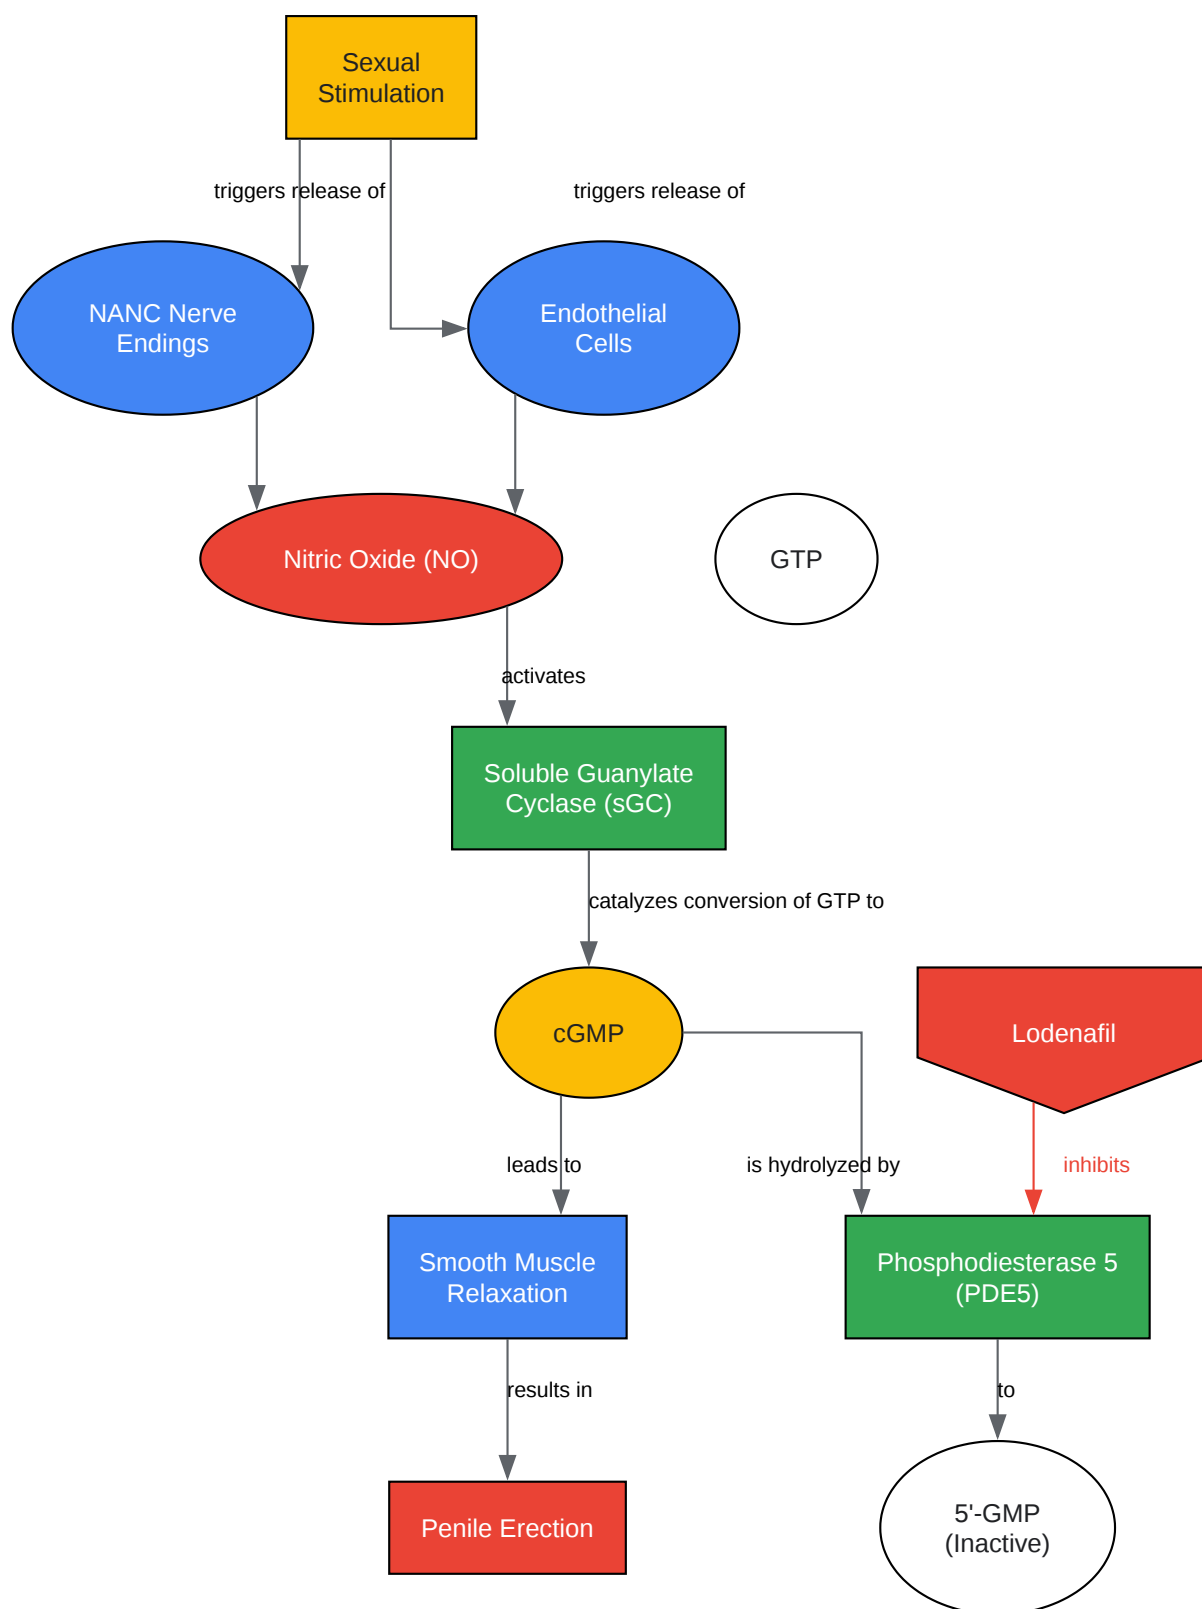 Sexual
Stimulation
triggers release of
triggers release of
NANC Nerve
Endings
Endothelial
Cells
Nitric Oxide (NO)
GTP
activates
Soluble Guanylate
Cyclase (sGC)
catalyzes conversion of GTP to
cGMP
Lodenafil
leads to
is hydrolyzed by
inhibits
Smooth Muscle
Relaxation
Phosphodiesterase 5
(PDE5)
results in
to
Penile Erection
5'-GMP
(Inactive)